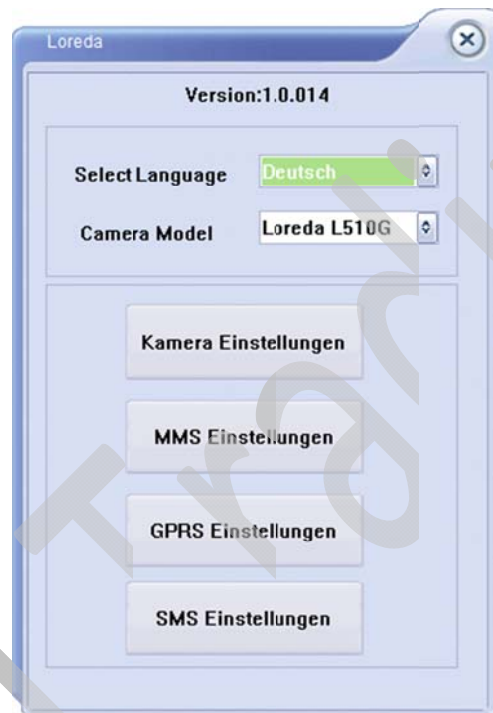 Loreda
Version:1.0.014
Select Language Deutsch
Camera Model Loreda L510G
Kamera Einstellungen
MMS Einstellungen
GPRS Einstellungen
SMS Einstellungen